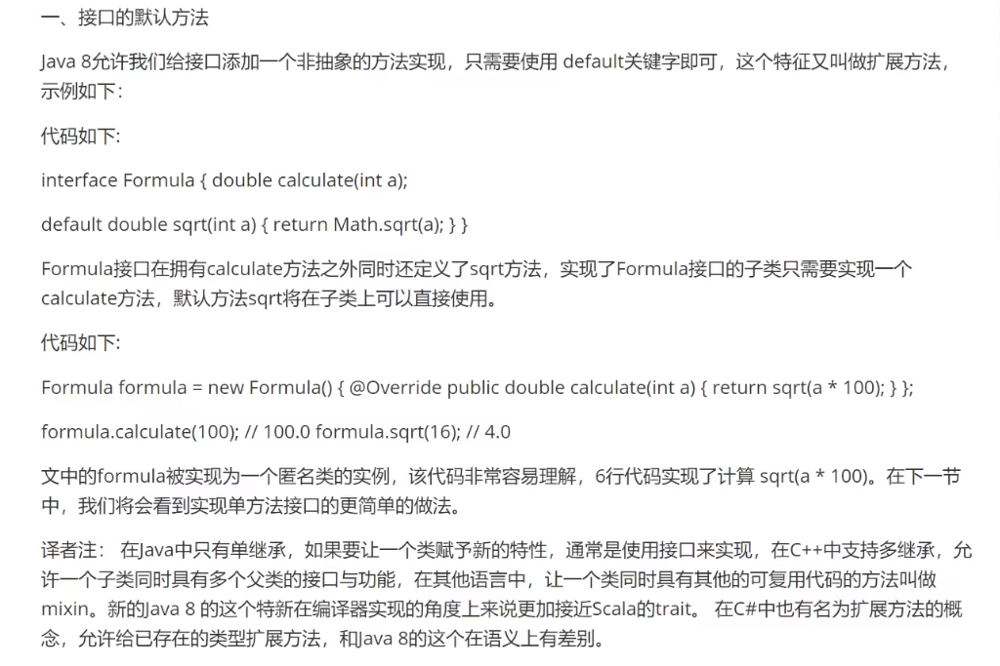 一、接口的默认方法
Java 8允许我们给接口添加一个非抽象的方法实现，只需要使用 default关键字即可，这个特征又叫做扩展方法，
示例如下：
代码如下:
interface Formula { double calculate(int a);
default double sqrt(int a) { return Math.sqrt(a); } }
Formula接口在拥有calculate方法之外同时还定义了sqrt方法，实现了Formula接口的子类只需要实现一个
calculate方法，默认方法sqrt将在子类上可以直接使用。
代码如下:
Formula formula = new Formula() { @Override public double calculate(int a) { return sqrt(a * 100); } };
formula.calculate(100); // 100.0 formula.sqrt(16); // 4.0
文中的formula被实现为一个匿名类的实例，该代码非常容易理解，6行代码实现了计算 sqrt(a * 100)。在下一节
中，我们将会看到实现单方法接口的更简单的做法。
译者注： 在Java中只有单继承，如果要让一个类赋予新的特性，通常是使用接口来实现，在C++中支持多继承，允
许一个子类同时具有多个父类的接口与功能，在其他语言中，让一个类同时具有其他的可复用代码的方法叫做
mixin。新的Java 8 的这个特新在编译器实现的角度上来说更加接近Scala的trait。 在C#中也有名为扩展方法的概
念，允许给已存在的类型扩展方法，和Java 8的这个在语义上有差别。